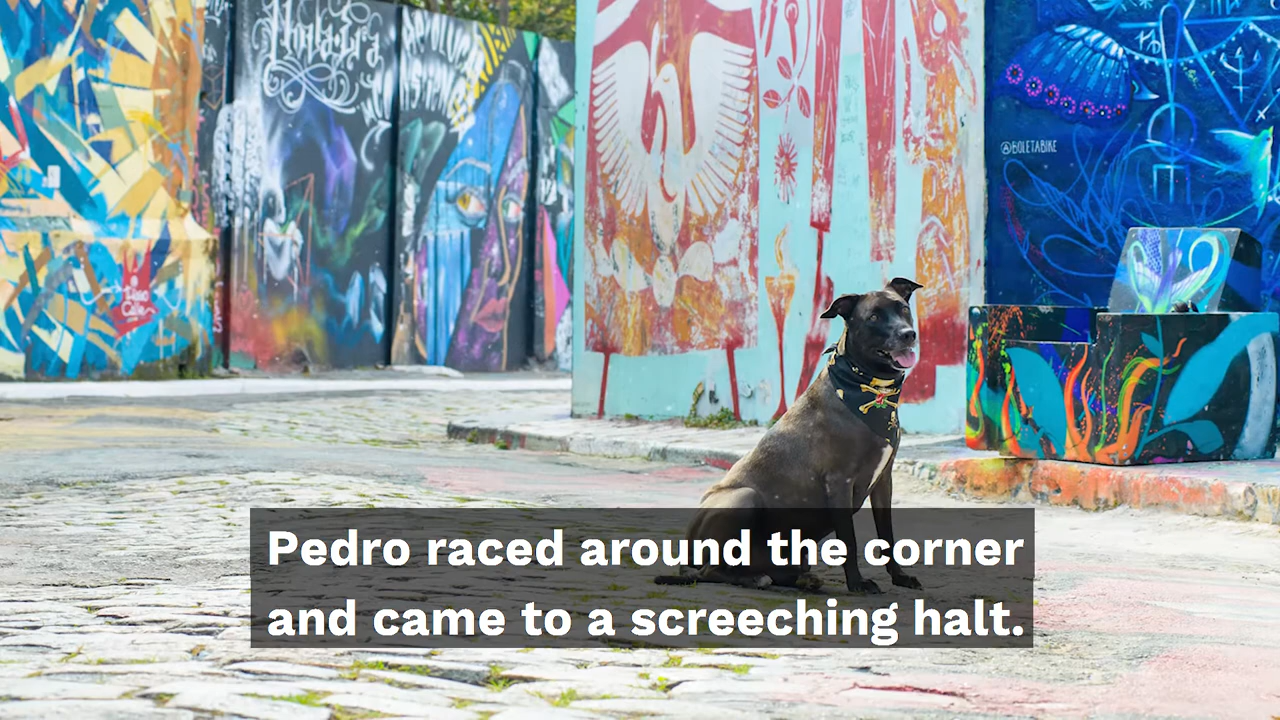 @BOLETABIKE
Pedro raced around the corner
and came to a screeching halt.